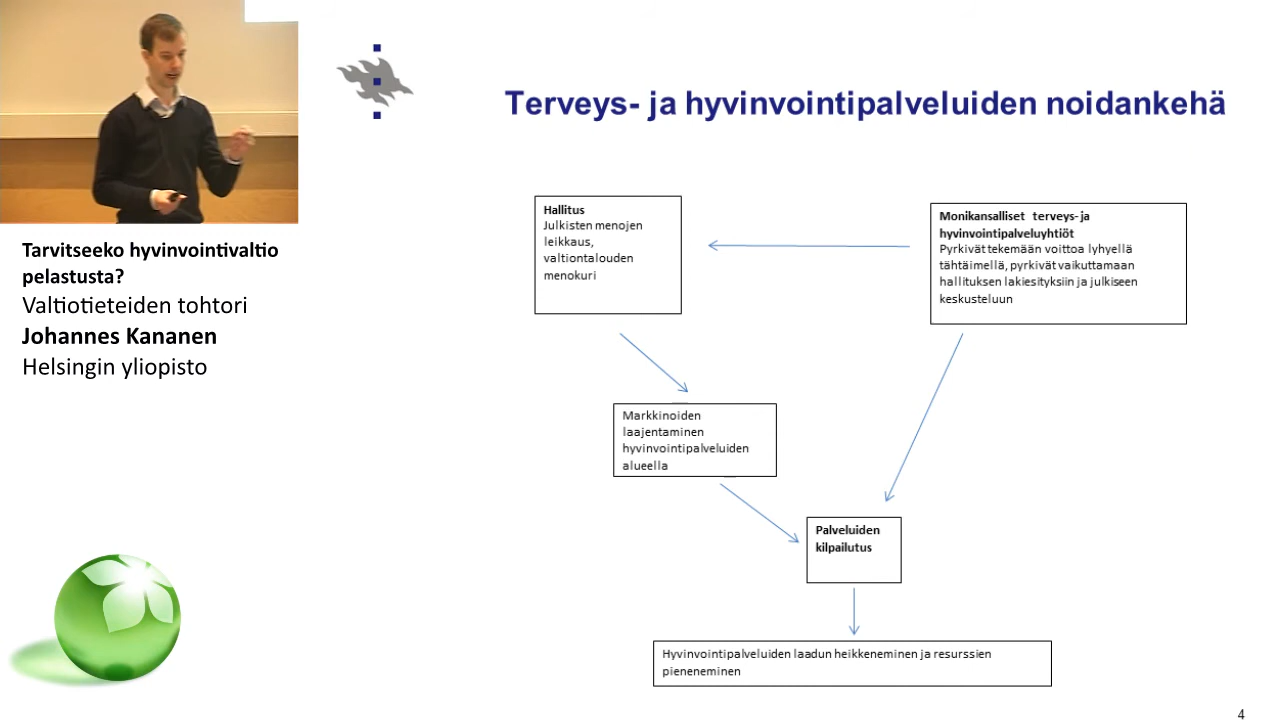 Terveys- ja hyvinvointipalveluiden noidankehä
Tarvitseeko hyvinvointivaltio
pelastusta?
Valtiotieteiden tohtori
Johannes Kananen
Helsingin yliopisto
Hallitus
Julkisten menojen
leikkaus,
valtiontalouden
menokuri
Monikansalliset terveys- ja
hyvinvointipalveluyhtiöt
Pyrkivät tekemään voittoa lyhyellä
tähtäimellä, pyrkivät vaikuttamaan
hallituksen lakiesityksiin ja julkiseen
keskusteluun
Markkinoiden
laajentaminen
hyvinvointipalveluiden
alueella
Palveluiden
kilpailutus
Hyvinvointipalveluiden laadun heikkeneminen ja resurssien
pieneneminen
4